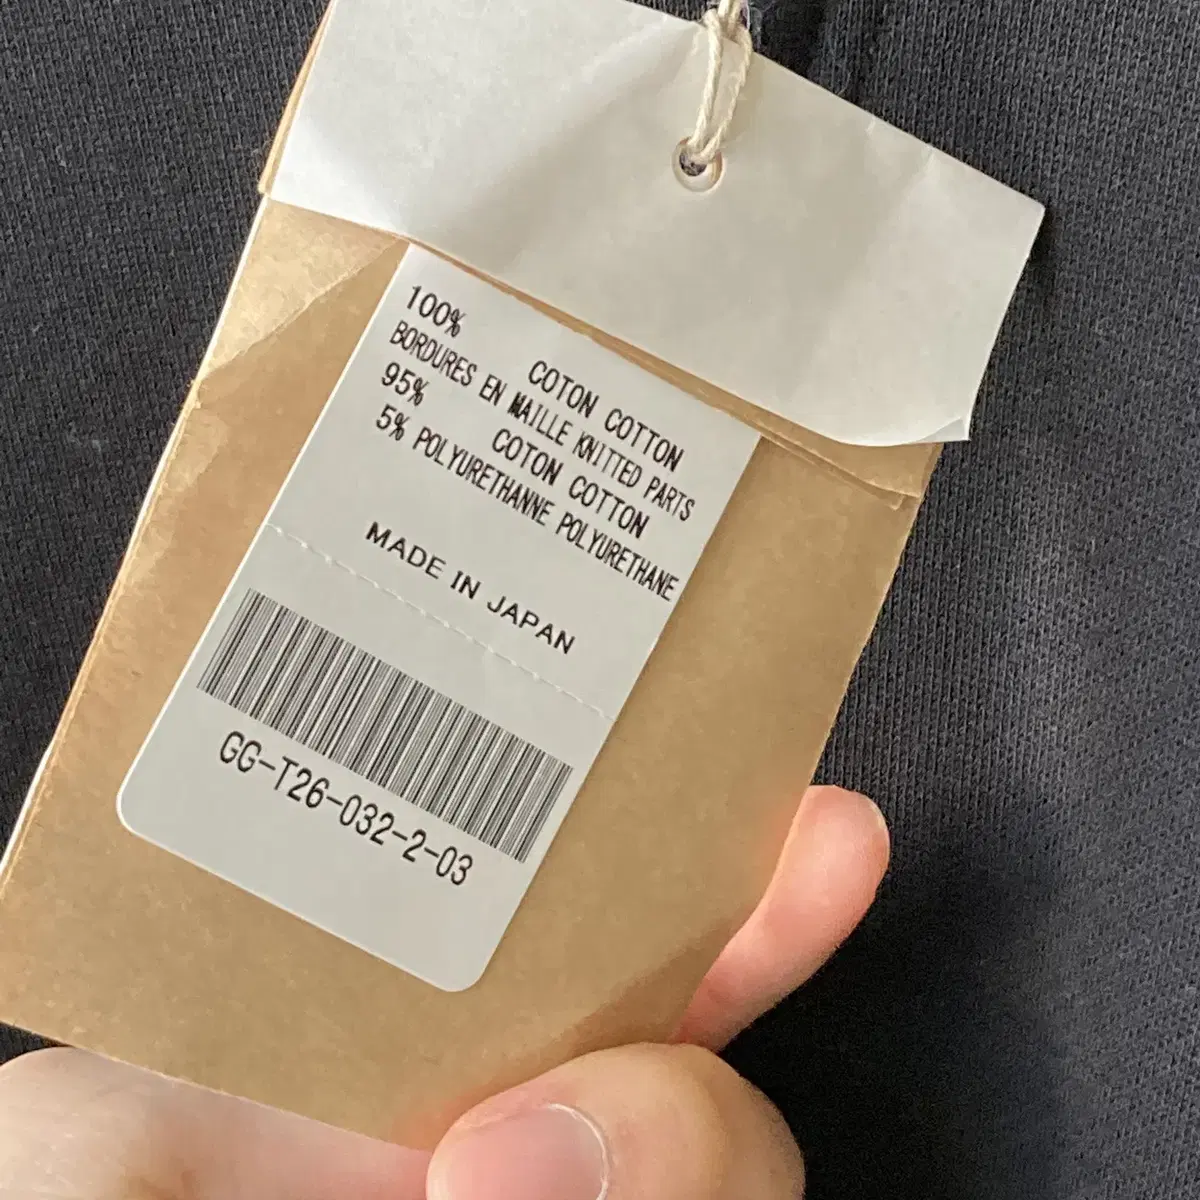 100%
COTON COTTON
BORDURES EN MAILLE KNITTED PARTS
95%
COTON COTTON
5% POLYURETHANNE POLYURETHANE
MADE IN JAPAN
GG-T26-032-2-03